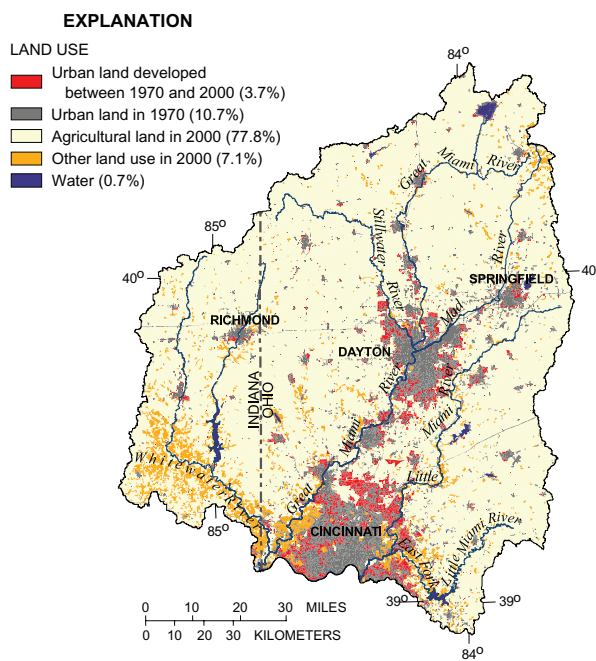 EXPLANATION
LAND USE
Urban land developed
between 1970 and 2000 (3.7%)
Urban land in 1970 (10.7%)
Agricultural land in 2000 (77.8%)
Other land use in 2000 (7.1%)
Water (0.7%)
84°
Great Miami River
85°
Stillwater River
River
40°
SPRINGFIELD
40
RICHMOND
Mad
DAYTON
River
River
INDIANA
OHIO
Miami
Miami
Whitewater River
Great
Little
CINCINNATI
East Fork
Little Miami River
85°
39°
39°
84°
0 10 20 30 MILES
0 10 20 30 KILOMETERS